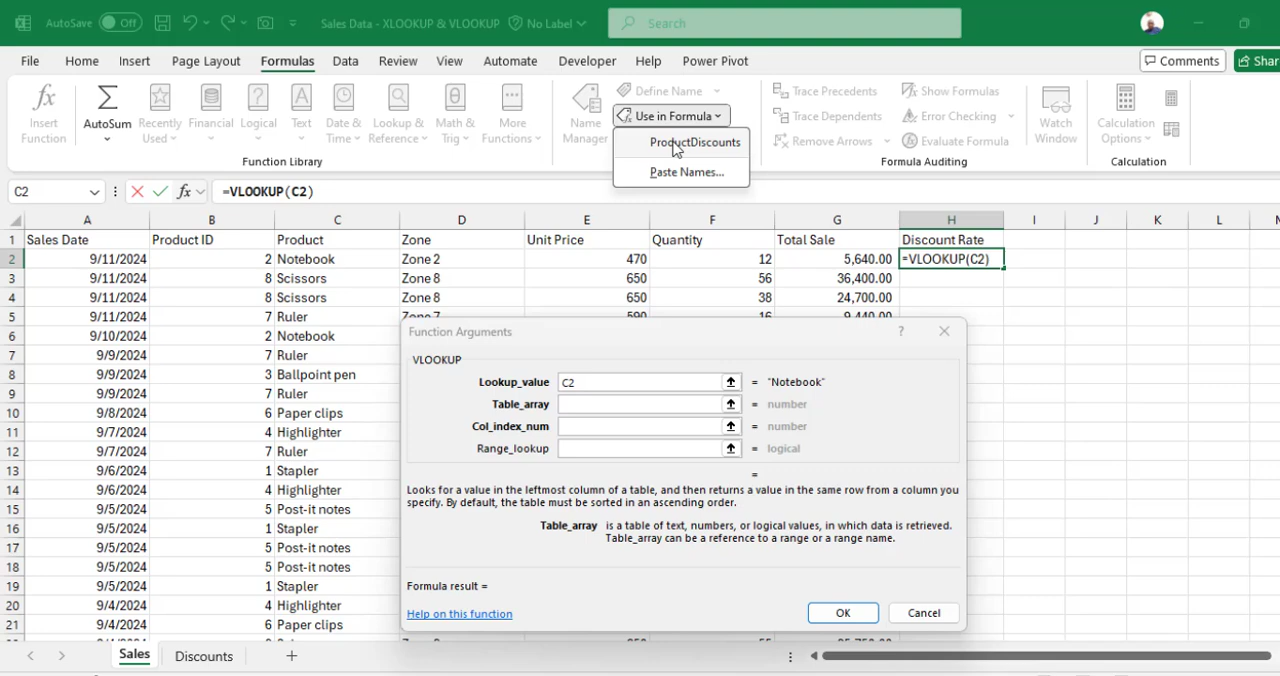 AutoSave Off Sales Data - XLOOKUP & VLOOKUP No Label Search
File Home Insert Page Layout Formulas Data Review View Automate Developer Help Power Pivot Comments Shar
Insert Function
AutoSum
Recently Used
Financial
Logical
Text
Date & Time
Lookup & Reference
Math & Trig
More Functions
Function Library
Name Manager
Define Name
Use in Formula
ProductDiscounts
Paste Names...
Trace Precedents
Trace Dependents
Remove Arrows
Show Formulas
Error Checking
Evaluate Formula
Formula Auditing
Watch Window
Calculation Options
Calculation
C2 fx =VLOOKUP(C2)
A B C D E F G H I J K L
1 Sales Date Product ID Product Zone Unit Price Quantity Total Sale Discount Rate
2 9/11/2024 2 Notebook Zone 2 470 12 5,640.00 =VLOOKUP(C2)
3 9/11/2024 8 Scissors Zone 8 650 56 36,400.00
4 9/11/2024 8 Scissors Zone 8 650 38 24,700.00
5 9/11/2024 7 Ruler Zone 7 590 16 9,440.00
6 9/10/2024 2 Notebook
7 9/9/2024 7 Ruler
8 9/9/2024 3 Ballpoint pen
9 9/9/2024 7 Ruler
10 9/8/2024 6 Paper clips
11 9/7/2024 4 Highlighter
12 9/7/2024 7 Ruler
13 9/6/2024 1 Stapler
14 9/6/2024 4 Highlighter
15 9/5/2024 5 Post-it notes
16 9/5/2024 1 Stapler
17 9/5/2024 5 Post-it notes
18 9/5/2024 5 Post-it notes
19 9/5/2024 1 Stapler
20 9/4/2024 4 Highlighter
21 9/4/2024 6 Paper clips
Function Arguments ?
VLOOKUP
Lookup_value C2 = "Notebook"
Table_array = number
Col_index_num = number
Range_lookup = logical
=
Looks for a value in the leftmost column of a table, and then returns a value in the same row from a column you
specify. By default, the table must be sorted in an ascending order.
Table_array is a table of text, numbers, or logical values, in which data is retrieved.
Table_array can be a reference to a range or a range name.
Formula result =
Help on this function OK Cancel
Sales Discounts